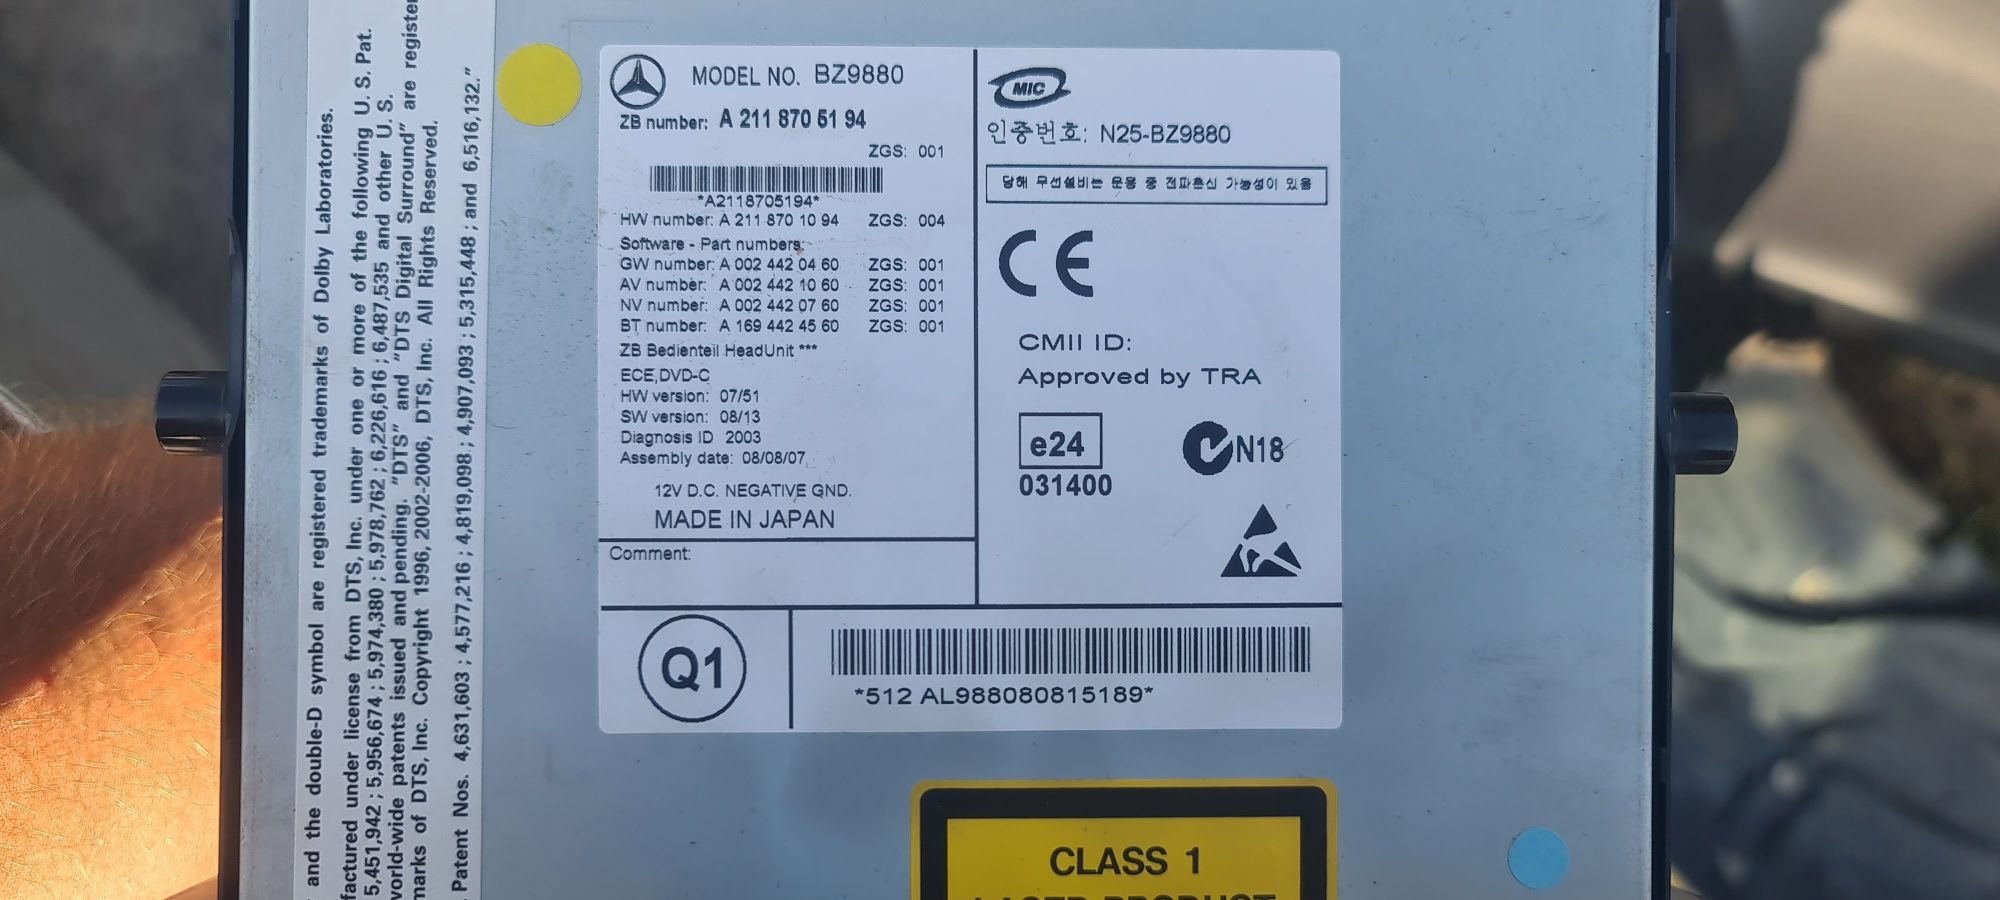 and the double-D symbol are registered trademarks of Dolby Laboratories.
factured under license from DTS, Inc. under one or more of the following U. S. Pat.
5,451,942 ; 5,956,674 ; 5,974,380 ; 5,978,762 ; 6,226,616 ; 6,487,535 and other U. S.
world-wide patents issued and pending. "DTS" and "DTS Digital Surround" are register
marks of DTS, Inc. Copyright 1996, 2002-2006, DTS, Inc. All Rights Reserved.
Patent Nos. 4,631,603 ; 4,577,216 ; 4,819,098 ; 4,907,093 ; 5,315,448 ; and 6,516,132."
MODEL NO. BZ9880
ZB number: A 211 870 51 94
ZGS: 001
*A2118705194*
HW number: A 211 870 10 94 ZGS: 004
Software - Part numbers:
GW number: A 002 442 04 60 ZGS: 001
AV number: A 002 442 10 60 ZGS: 001
NV number: A 002 442 07 60 ZGS: 001
BT number: A 169 442 45 60 ZGS: 001
ZB Bedienteil HeadUnit ***
ECE,DVD-C
HW version: 07/51
SW version: 08/13
Diagnosis ID 2003
Assembly date: 08/08/07
12V D.C. NEGATIVE GND.
MADE IN JAPAN
Comment:
MIC
인증번호: N25-BZ9880
당해 무선설비는 운용 중 전파혼신 가능성이 있음
CE
CMII ID:
Approved by TRA
e24
031400
N18
Q1
*512 AL988080815189*
CLASS 1
LASER PRODUCT